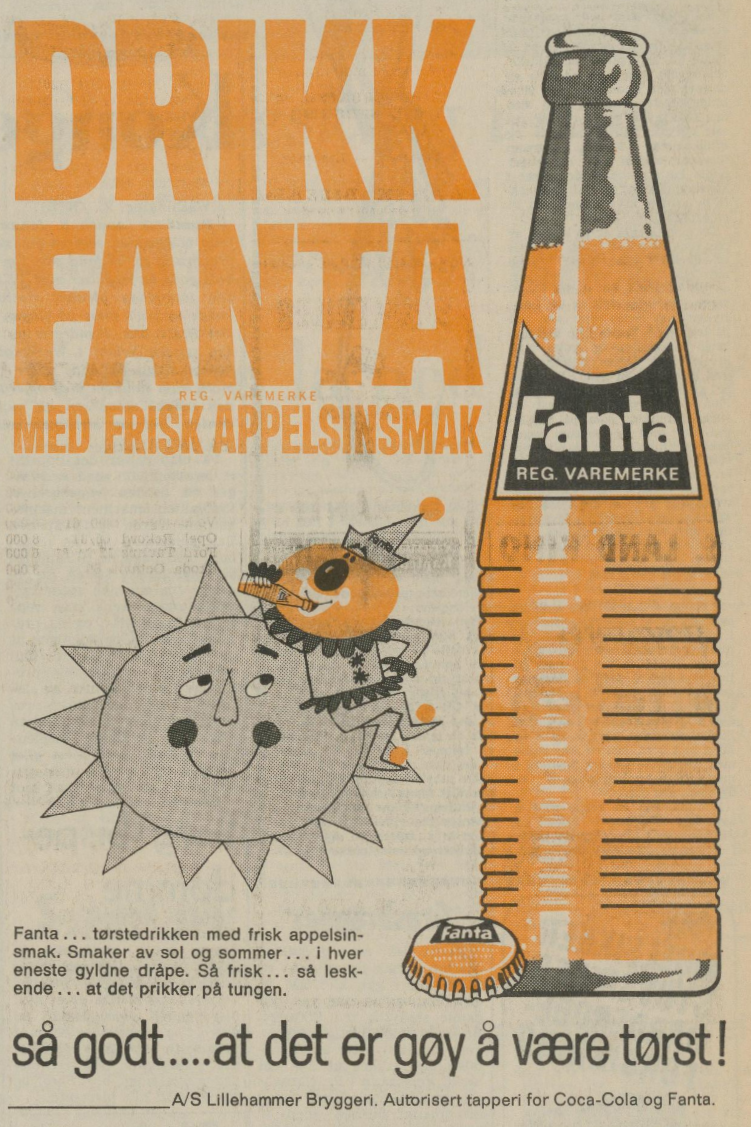 DRIKK
FANTA
REG. VAREMERKE
MED FRISK APPELSINSMAK
Fanta
REG. VAREMERKE
Fanta
Fanta... tørstedrikken med frisk appelsin-
smak. Smaker av sol og sommer... i hver
eneste gyldne dråpe. Så frisk... så lesk-
ende... at det prikker på tungen.
Fanta
så godt....at det er gøy å være tørst!
A/S Lillehammer Bryggeri. Autorisert tapperi for Coca-Cola og Fanta.